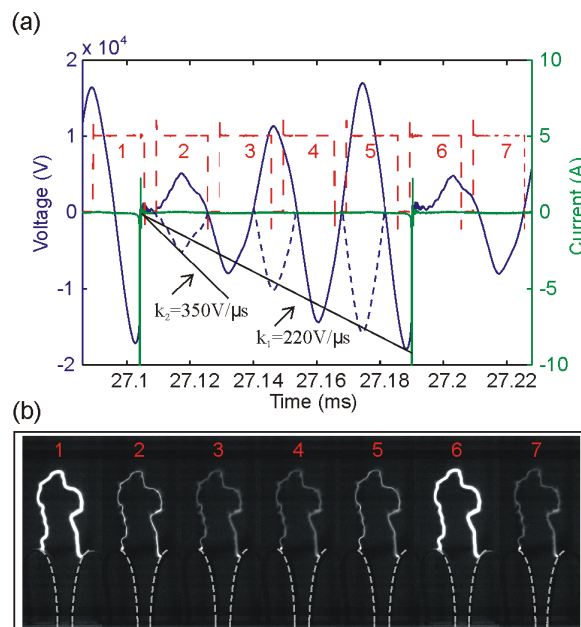 (a)
2 x 10⁴
10
1
2
3
4
5
6
7
1
5
Voltage (V)
0
0
Current (A)
k₂=350V/µs
k₁=220V/µs
-1
-5
-2
-10
27.1
27.12
27.14
27.16
27.18
27.2
27.22
Time (ms)
(b)
1 2 3 4 5 6 7